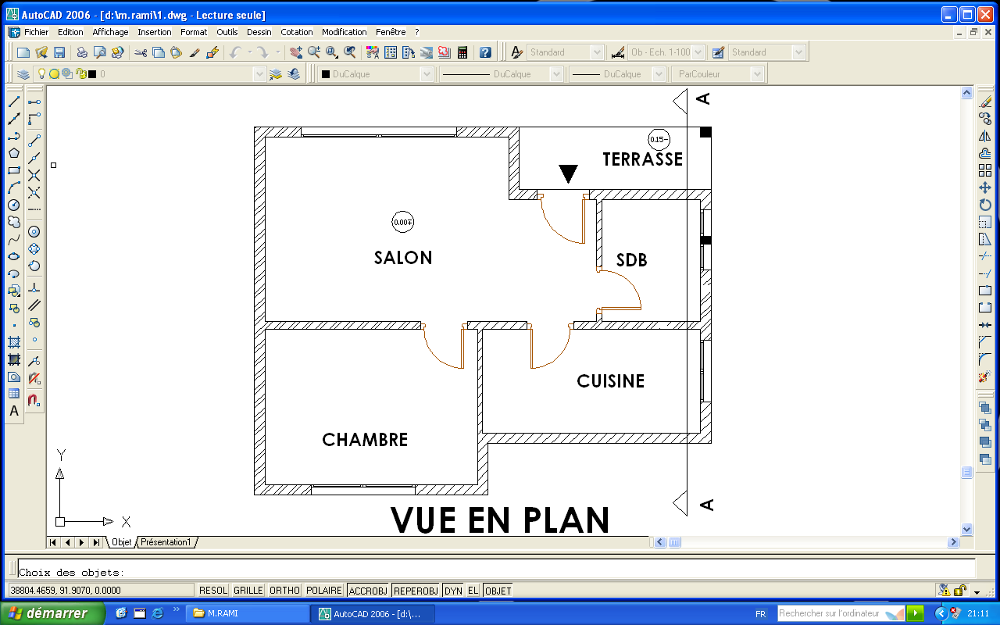 AutoCAD 2006 - [d:\m.rami\1.dwg - Lecture seule]
Fichier Edition Affichage Insertion Format Outils Dessin Cotation Modification Fenêtre ?
Standard Ob - Ech. 1-100 Standard
0 DuCalque DuCalque DuCalque ParCouleur
A
0.15-
TERRASSE
0.00∓
SALON
SDB
CUISINE
CHAMBRE
A
VUE EN PLAN
Y
X
A
Objet Présentation1
Choix des objets:
38804.4659, 91.9070, 0.0000 RESOL GRILLE ORTHO POLAIRE ACCROBJ REPEROBJ DYN EL OBJET
démarrer M.RAMI AutoCAD 2006 - [d:\... FR Rechercher sur l'ordinateur 21:11